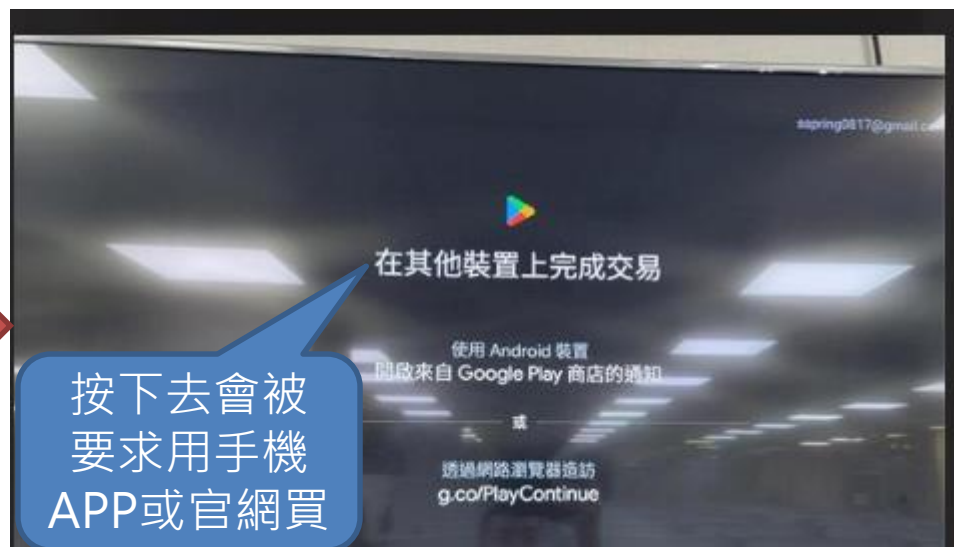 在其他裝置上完成交易
使用 Android 裝置
開啟來自 Google Play 商店的通知
或
透過網路瀏覽器造訪
g.co/PlayContinue
按下去會被
要求用手機
APP或官網買